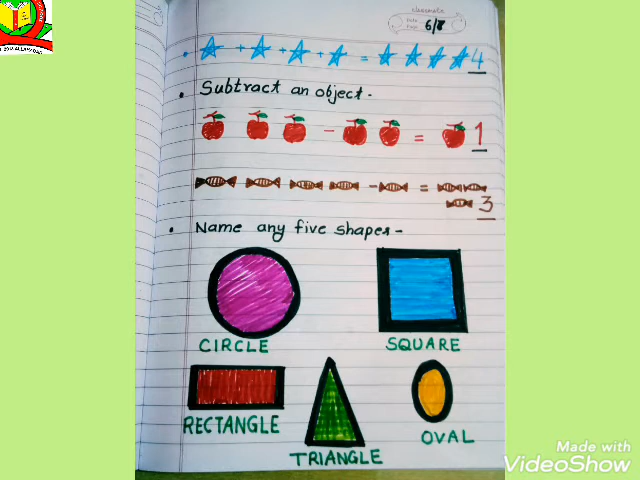 classmate
Date
Page 6/8
+ + + = 4
• Subtract an object -
- = 1
- = 3
• Name any five shapes -
CIRCLE
SQUARE
RECTANGLE
OVAL
TRIANGLE
Made with
VideoShow